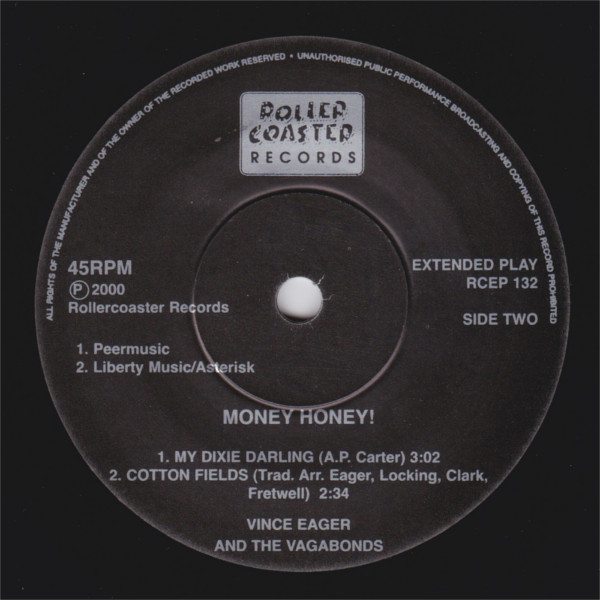 ALL RIGHTS OF THE MANUFACTURER AND OF THE OWNER OF THE RECORDED WORK RESERVED • UNAUTHORISED PUBLIC PERFORMANCE BROADCASTING AND COPYING OF THIS RECORD PROHIBITED
ROLLER
COASTER
RECORDS
45RPM
Ⓟ 2000
Rollercoaster Records
EXTENDED PLAY
RCEP 132
SIDE TWO
1. Peermusic
2. Liberty Music/Asterisk
MONEY HONEY!
1. MY DIXIE DARLING (A.P. Carter) 3:02
2. COTTON FIELDS (Trad. Arr. Eager, Locking, Clark,
Fretwell) 2:34
VINCE EAGER
AND THE VAGABONDS